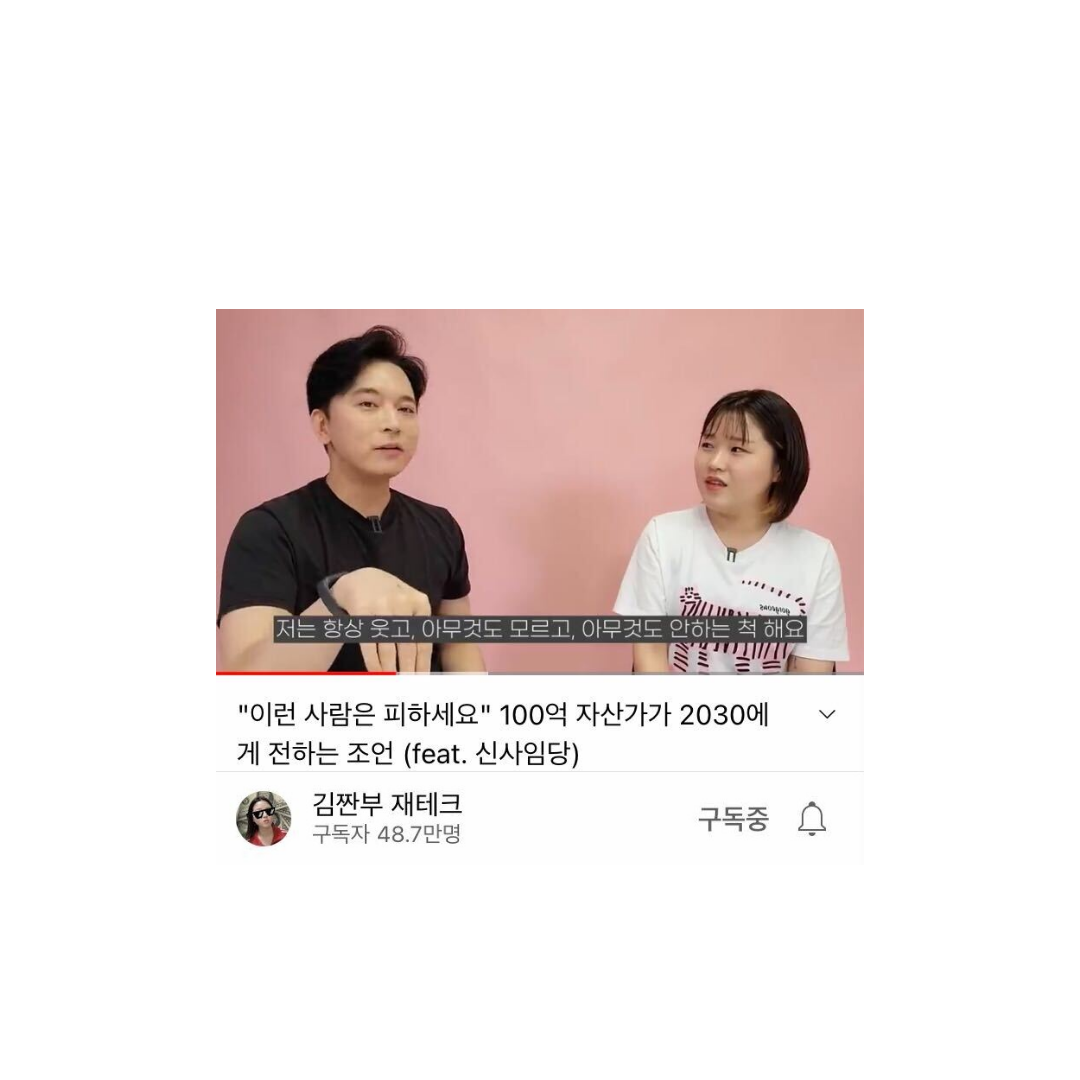 저는 항상 웃고, 아무것도 모르고, 아무것도 안하는 척 해요
"이런 사람은 피하세요" 100억 자산가가 2030에
게 전하는 조언 (feat. 신사임당)
김짠부 재테크
구독자 48.7만명
구독중